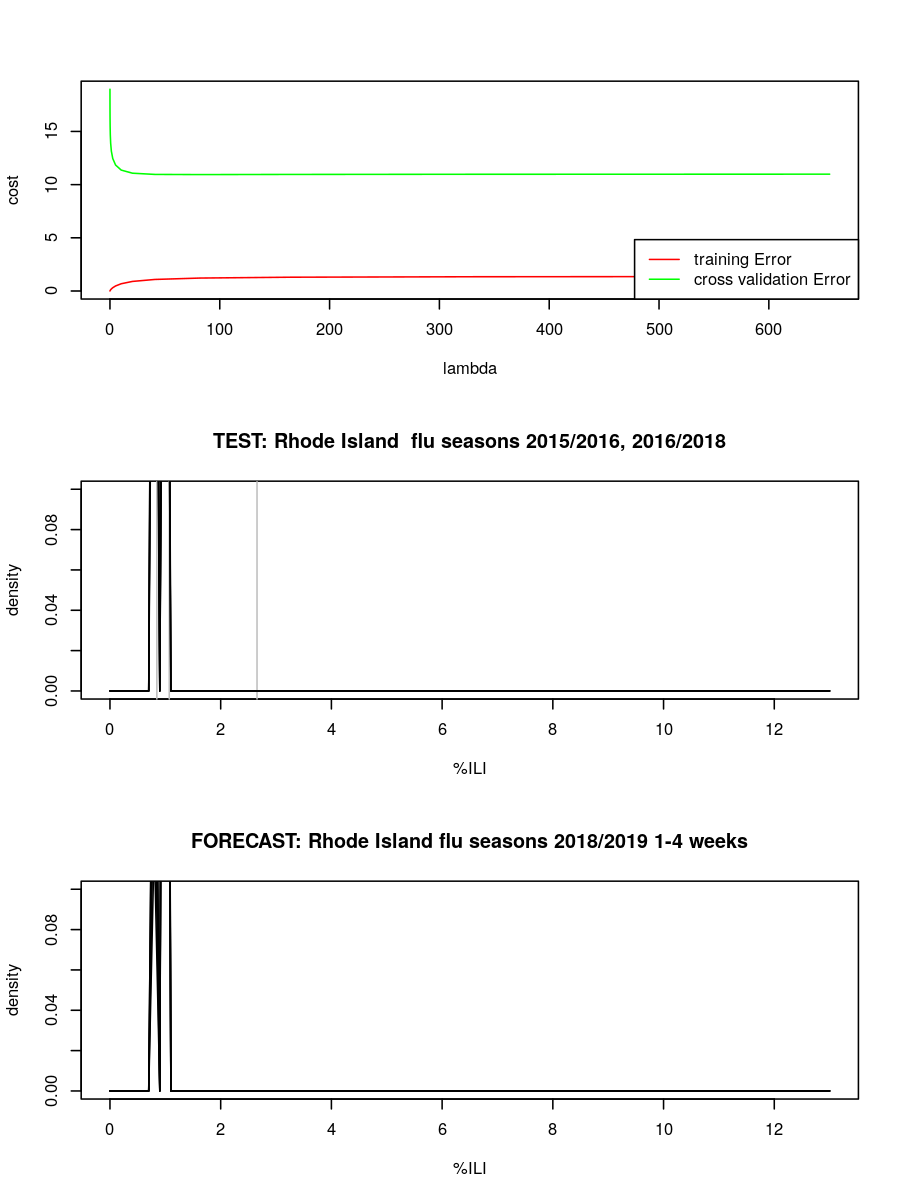 15
10
5
0
cost
training Error
cross validation Error
0 100 200 300 400 500 600
lambda
TEST: Rhode Island  flu seasons 2015/2016, 2016/2018
0.08
0.04
0.00
density
0 2 4 6 8 10 12
%ILI
FORECAST: Rhode Island flu seasons 2018/2019 1-4 weeks
0.08
0.04
0.00
density
0 2 4 6 8 10 12
%ILI